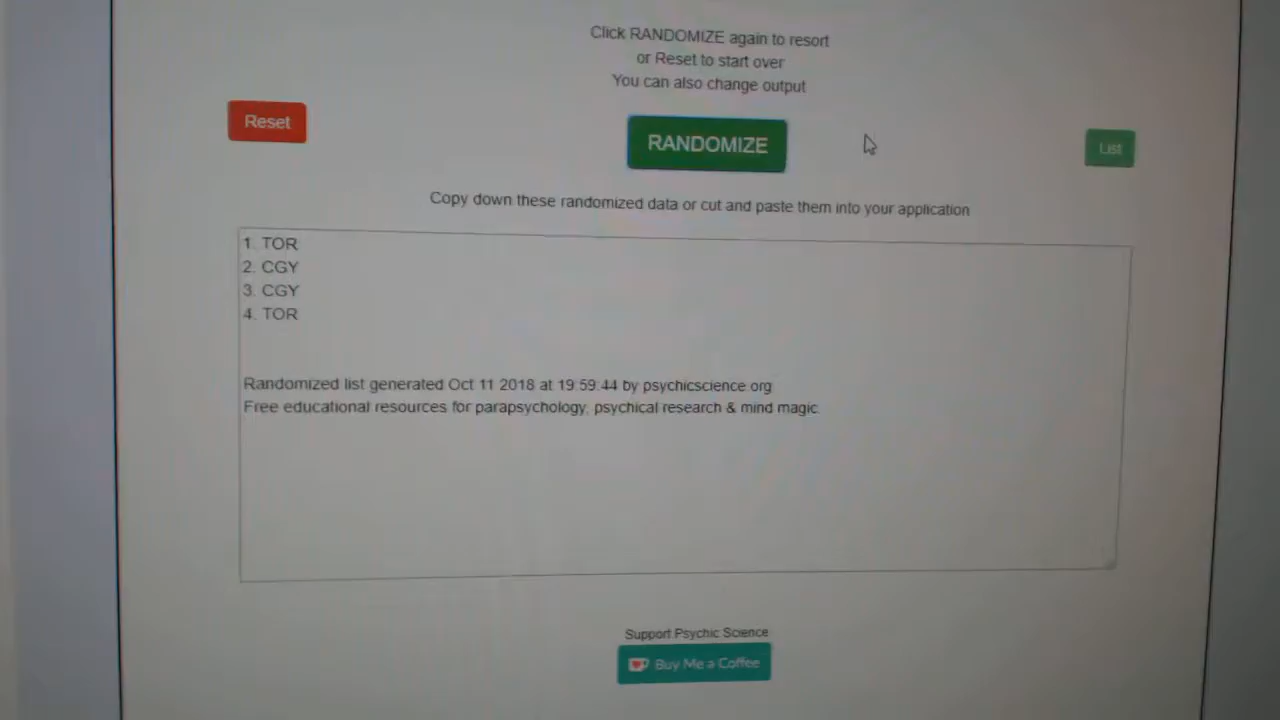 Click RANDOMIZE again to resort
or Reset to start over
You can also change output
Reset
RANDOMIZE
List
Copy down these randomized data or cut and paste them into your application
1. TOR
2. CGY
3. CGY
4. TOR
Randomized list generated Oct 11 2018 at 19:59:44 by psychicscience.org
Free educational resources for parapsychology, psychical research & mind magic.
Support Psychic Science
Buy Me a Coffee